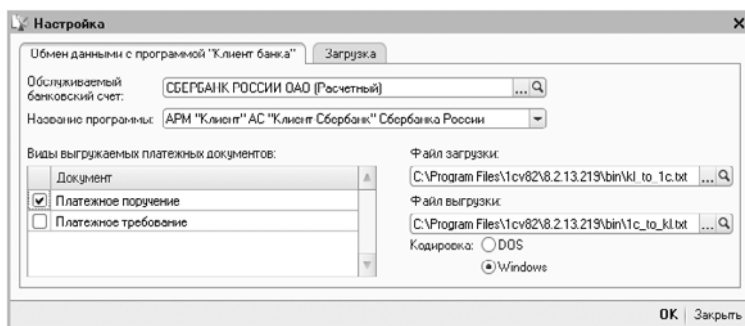 Настройка
Обмен данными с программой "Клиент банка"
Загрузка
Обслуживаемый
банковский счет:
СБЕРБАНК РОССИИ ОАО (Расчетный)
...
Название программы:
АРМ "Клиент" АС "Клиент Сбербанк" Сбербанка России
Виды выгружаемых платежных документов:
Документ
Платежное поручение
Платежное требование
Файл загрузки:
C:\Program Files\1cv82\8.2.13.219\bin\kl_to_1c.txt
...
Файл выгрузки:
C:\Program Files\1cv82\8.2.13.219\bin\1c_to_kl.txt
...
Кодировка:
DOS
Windows
OK
Закрыть